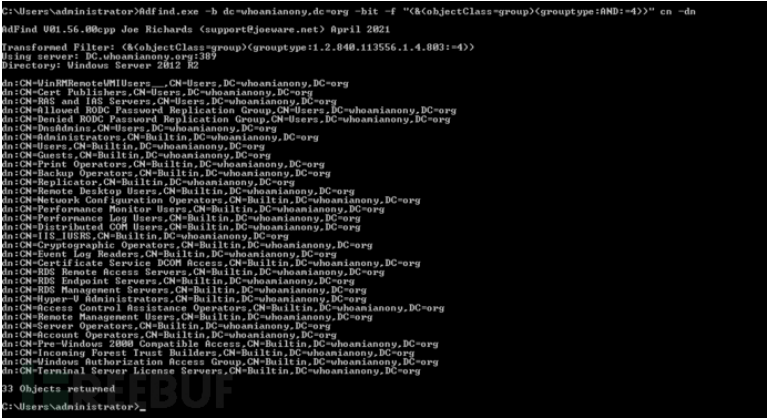 C:\Users\administrator>Adfind.exe -b dc=whoamianony,dc=org -bit -f "(&(objectClass=group)(grouptype:AND:=4))" cn -dn
AdFind V01.56.00cpp Joe Richards (support@joeware.net) April 2021
Transformed Filter: (&(objectClass=group)(grouptype:1.2.840.113556.1.4.803:=4))
Using server: DC.whoamianony.org:389
Directory: Windows Server 2012 R2
dn:CN=WinRMRemoteWMIUsers__,CN=Users,DC=whoamianony,DC=org
dn:CN=Cert Publishers,CN=Users,DC=whoamianony,DC=org
dn:CN=RAS and IAS Servers,CN=Users,DC=whoamianony,DC=org
dn:CN=Allowed RODC Password Replication Group,CN=Users,DC=whoamianony,DC=org
dn:CN=Denied RODC Password Replication Group,CN=Users,DC=whoamianony,DC=org
dn:CN=DnsAdmins,CN=Users,DC=whoamianony,DC=org
dn:CN=Administrators,CN=Builtin,DC=whoamianony,DC=org
dn:CN=Users,CN=Builtin,DC=whoamianony,DC=org
dn:CN=Guests,CN=Builtin,DC=whoamianony,DC=org
dn:CN=Print Operators,CN=Builtin,DC=whoamianony,DC=org
dn:CN=Backup Operators,CN=Builtin,DC=whoamianony,DC=org
dn:CN=Replicator,CN=Builtin,DC=whoamianony,DC=org
dn:CN=Remote Desktop Users,CN=Builtin,DC=whoamianony,DC=org
dn:CN=Network Configuration Operators,CN=Builtin,DC=whoamianony,DC=org
dn:CN=Performance Monitor Users,CN=Builtin,DC=whoamianony,DC=org
dn:CN=Performance Log Users,CN=Builtin,DC=whoamianony,DC=org
dn:CN=Distributed COM Users,CN=Builtin,DC=whoamianony,DC=org
dn:CN=IIS_IUSRS,CN=Builtin,DC=whoamianony,DC=org
dn:CN=Cryptographic Operators,CN=Builtin,DC=whoamianony,DC=org
dn:CN=Event Log Readers,CN=Builtin,DC=whoamianony,DC=org
dn:CN=Certificate Service DCOM Access,CN=Builtin,DC=whoamianony,DC=org
dn:CN=RDS Remote Access Servers,CN=Builtin,DC=whoamianony,DC=org
dn:CN=RDS Endpoint Servers,CN=Builtin,DC=whoamianony,DC=org
dn:CN=RDS Management Servers,CN=Builtin,DC=whoamianony,DC=org
dn:CN=Hyper-V Administrators,CN=Builtin,DC=whoamianony,DC=org
dn:CN=Access Control Assistance Operators,CN=Builtin,DC=whoamianony,DC=org
dn:CN=Remote Management Users,CN=Builtin,DC=whoamianony,DC=org
dn:CN=Server Operators,CN=Builtin,DC=whoamianony,DC=org
dn:CN=Account Operators,CN=Builtin,DC=whoamianony,DC=org
dn:CN=Pre-Windows 2000 Compatible Access,CN=Builtin,DC=whoamianony,DC=org
dn:CN=Incoming Forest Trust Builders,CN=Builtin,DC=whoamianony,DC=org
dn:CN=Windows Authorization Access Group,CN=Builtin,DC=whoamianony,DC=org
dn:CN=Terminal Server License Servers,CN=Builtin,DC=whoamianony,DC=org
33 Objects returned
FREEBUF
C:\Users\administrator>_